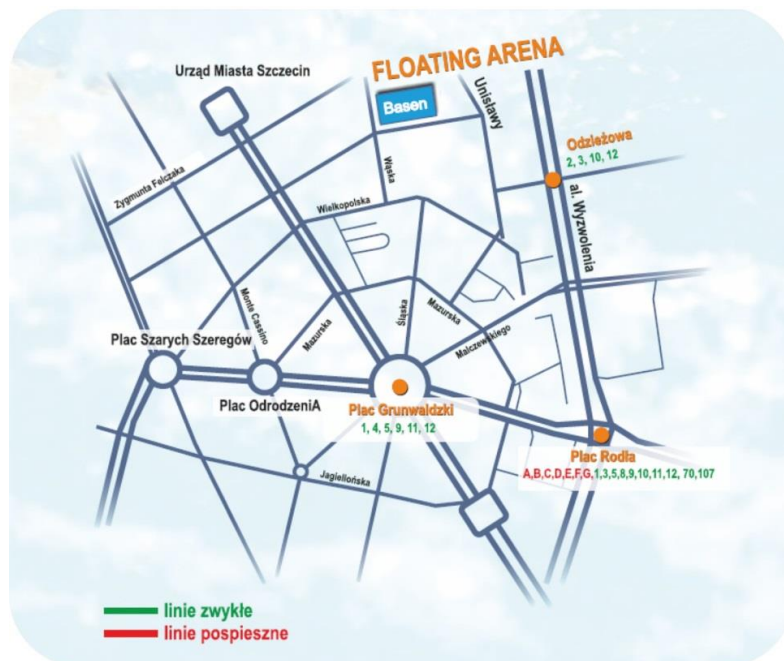 FLOATING ARENA
Urząd Miasta Szczecin
Basen
Unisławy
Odzieżowa
2, 3, 10, 12
Wąska
Zygmunta Felczaka
al. Wyzwolenia
Wielkopolska
Monte Cassino
Mazurska
Śląska
Mazurska
Malczewskiego
Plac Szarych Szeregów
Plac OdrodzeniA
Plac Grunwaldzki
1, 4, 5, 9, 11, 12
Plac Rodła
A,B,C,D,E,F,G,1,3,5,8,9,10,11,12, 70,107
Jagiellońska
linie zwykłe
linie pospieszne